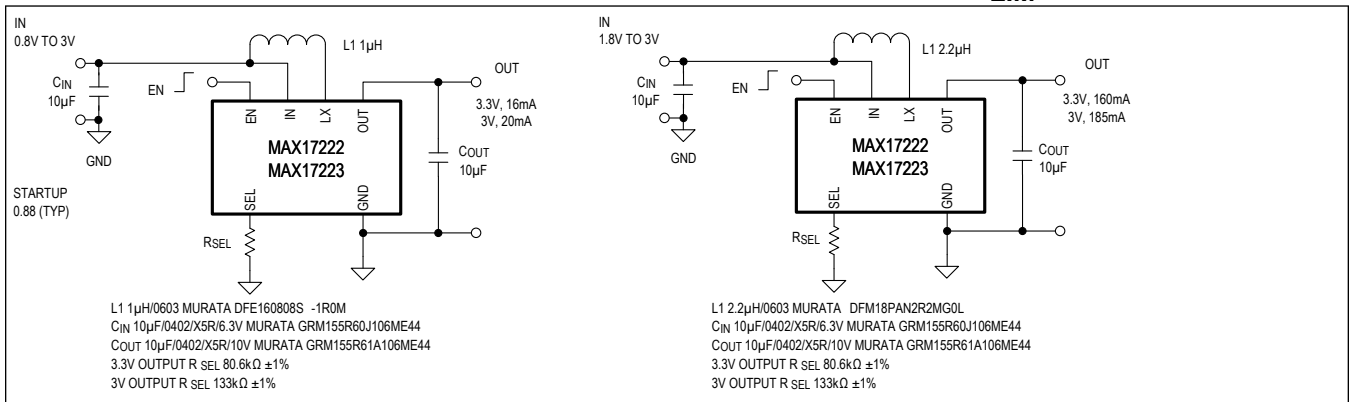 IN
0.8V TO 3V
CIN
10µF
GND
STARTUP
0.88 (TYP)
EN
L1 1µH
EN
IN
LX
OUT
MAX17222
MAX17223
SEL
GND
RSEL
OUT
3.3V, 16mA
3V, 20mA
COUT
10µF
L1 1µH/0603 MURATA DFE160808S -1R0M
CIN 10µF/0402/X5R/6.3V MURATA GRM155R60J106ME44
COUT 10µF/0402/X5R/10V MURATA GRM155R61A106ME44
3.3V OUTPUT R SEL 80.6kΩ ±1%
3V OUTPUT R SEL 133kΩ ±1%
IN
1.8V TO 3V
CIN
10µF
GND
EN
L1 2.2µH
EN
IN
LX
OUT
MAX17222
MAX17223
SEL
GND
RSEL
OUT
3.3V, 160mA
3V, 185mA
COUT
10µF
L1 2.2µH/0603 MURATA DFM18PAN2R2MG0L
CIN 10µF/0402/X5R/6.3V MURATA GRM155R60J106ME44
COUT 10µF/0402/X5R/10V MURATA GRM155R61A106ME44
3.3V OUTPUT R SEL 80.6kΩ ±1%
3V OUTPUT R SEL 133kΩ ±1%